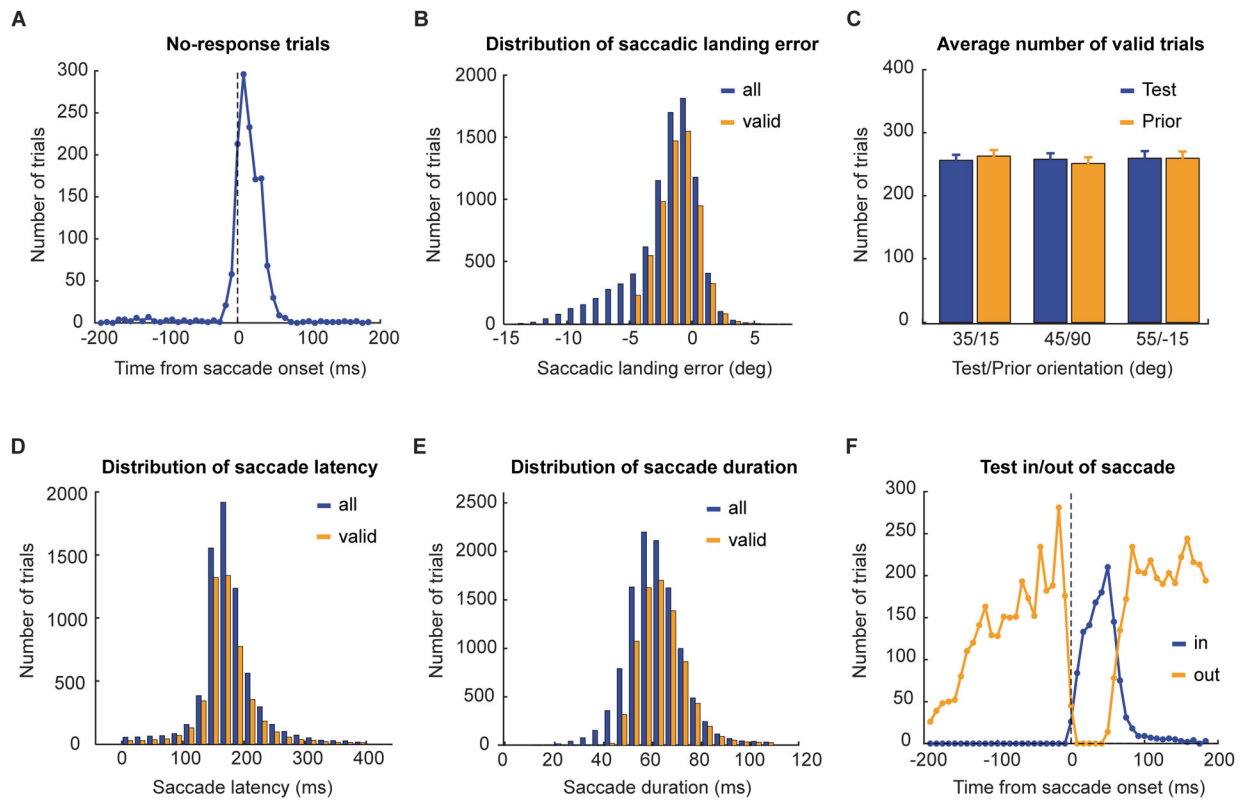 A
No-response trials
Number of trials
300
250
200
150
100
50
0
-200
-100
0
100
200
Time from saccade onset (ms)
B
Distribution of saccadic landing error
all
valid
Number of trials
2000
1500
1000
500
0
-15
-10
-5
0
5
Saccadic landing error (deg)
C
Average number of valid trials
Test
Prior
Number of trials
400
300
200
100
0
35/15
45/90
55/-15
Test/Prior orientation (deg)
D
Distribution of saccade latency
all
valid
Number of trials
2000
1500
1000
500
0
0
100
200
300
400
Saccade latency (ms)
E
Distribution of saccade duration
all
valid
Number of trials
2500
2000
1500
1000
500
0
0
20
40
60
80
100
120
Saccade duration (ms)
F
Test in/out of saccade
in
out
Number of trials
300
250
200
150
100
50
0
-200
-100
0
100
200
Time from saccade onset (ms)